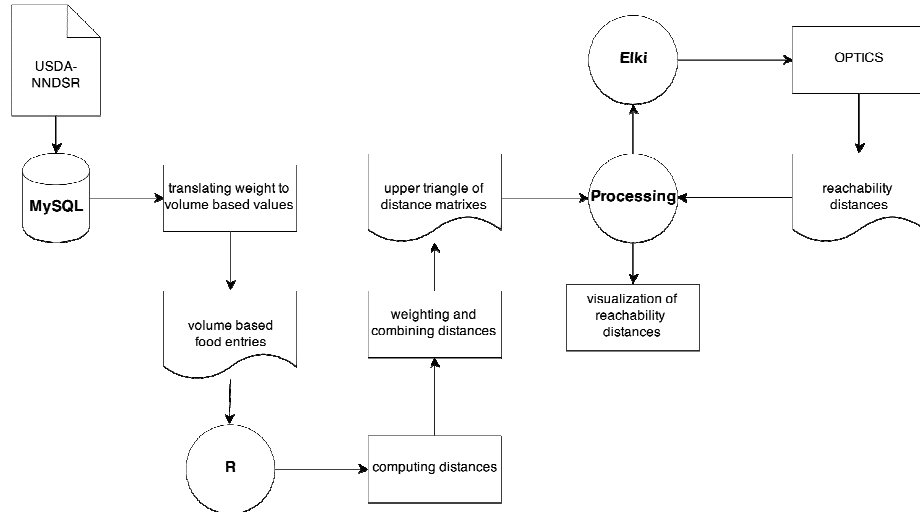 USDA-
NNDSR
MySQL
translating weight to
volume based values
volume based
food entries
R
computing distances
weighting and
combining distances
upper triangle of
distance matrixes
Processing
Elki
OPTICS
reachability
distances
visualization of
reachability
distances